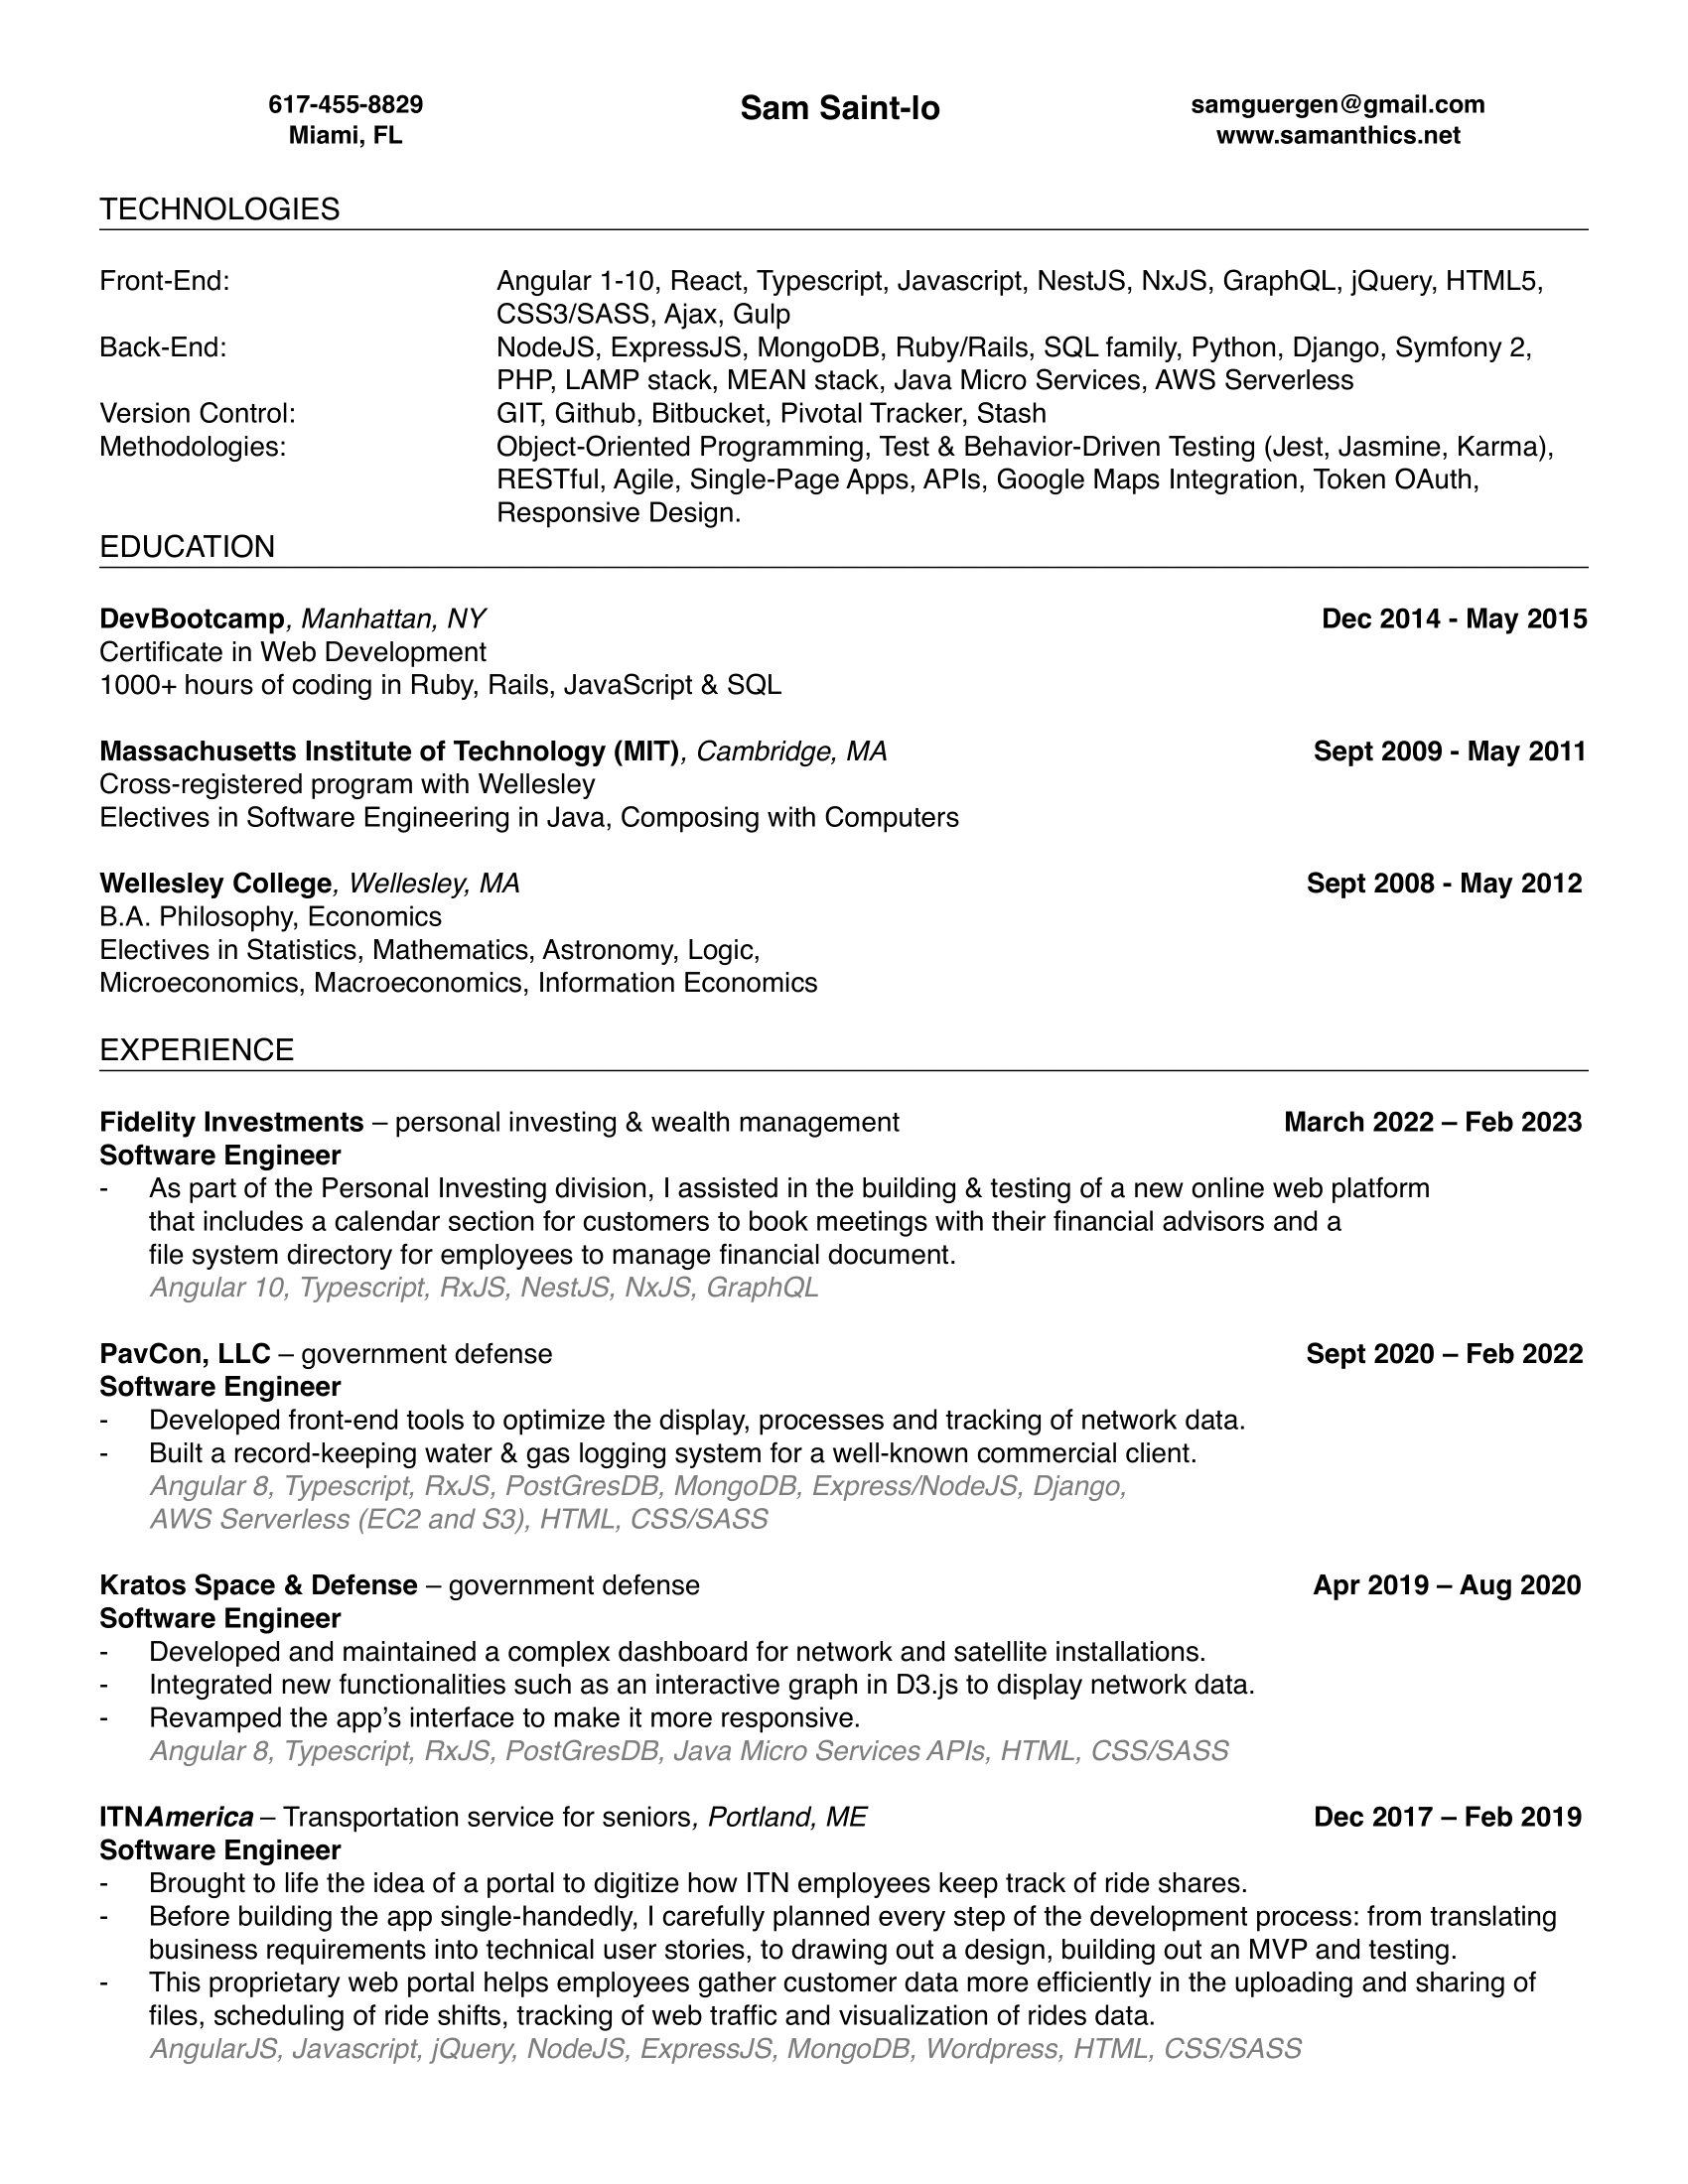 617-455-8829
Miami, FL
Sam Saint-lo
samguergen@gmail.com
www.samanthics.net
TECHNOLOGIES
Front-End: Angular 1-10, React, Typescript, Javascript, NestJS, NxJS, GraphQL, jQuery, HTML5,
CSS3/SASS, Ajax, Gulp
Back-End: NodeJS, ExpressJS, MongoDB, Ruby/Rails, SQL family, Python, Django, Symfony 2,
PHP, LAMP stack, MEAN stack, Java Micro Services, AWS Serverless
Version Control: GIT, Github, Bitbucket, Pivotal Tracker, Stash
Methodologies: Object-Oriented Programming, Test & Behavior-Driven Testing (Jest, Jasmine, Karma),
RESTful, Agile, Single-Page Apps, APIs, Google Maps Integration, Token OAuth,
Responsive Design.
EDUCATION
DevBootcamp, Manhattan, NY Dec 2014 - May 2015
Certificate in Web Development
1000+ hours of coding in Ruby, Rails, JavaScript & SQL
Massachusetts Institute of Technology (MIT), Cambridge, MA Sept 2009 - May 2011
Cross-registered program with Wellesley
Electives in Software Engineering in Java, Composing with Computers
Wellesley College, Wellesley, MA Sept 2008 - May 2012
B.A. Philosophy, Economics
Electives in Statistics, Mathematics, Astronomy, Logic,
Microeconomics, Macroeconomics, Information Economics
EXPERIENCE
Fidelity Investments – personal investing & wealth management March 2022 – Feb 2023
Software Engineer
- As part of the Personal Investing division, I assisted in the building & testing of a new online web platform
that includes a calendar section for customers to book meetings with their financial advisors and a
file system directory for employees to manage financial document.
Angular 10, Typescript, RxJS, NestJS, NxJS, GraphQL
PavCon, LLC – government defense Sept 2020 – Feb 2022
Software Engineer
- Developed front-end tools to optimize the display, processes and tracking of network data.
- Built a record-keeping water & gas logging system for a well-known commercial client.
Angular 8, Typescript, RxJS, PostGresDB, MongoDB, Express/NodeJS, Django,
AWS Serverless (EC2 and S3), HTML, CSS/SASS
Kratos Space & Defense – government defense Apr 2019 – Aug 2020
Software Engineer
- Developed and maintained a complex dashboard for network and satellite installations.
- Integrated new functionalities such as an interactive graph in D3.js to display network data.
- Revamped the app’s interface to make it more responsive.
Angular 8, Typescript, RxJS, PostGresDB, Java Micro Services APIs, HTML, CSS/SASS
ITNAmerica – Transportation service for seniors, Portland, ME Dec 2017 – Feb 2019
Software Engineer
- Brought to life the idea of a portal to digitize how ITN employees keep track of ride shares.
- Before building the app single-handedly, I carefully planned every step of the development process: from translating
business requirements into technical user stories, to drawing out a design, building out an MVP and testing.
- This proprietary web portal helps employees gather customer data more efficiently in the uploading and sharing of
files, scheduling of ride shifts, tracking of web traffic and visualization of rides data.
AngularJS, Javascript, jQuery, NodeJS, ExpressJS, MongoDB, Wordpress, HTML, CSS/SASS